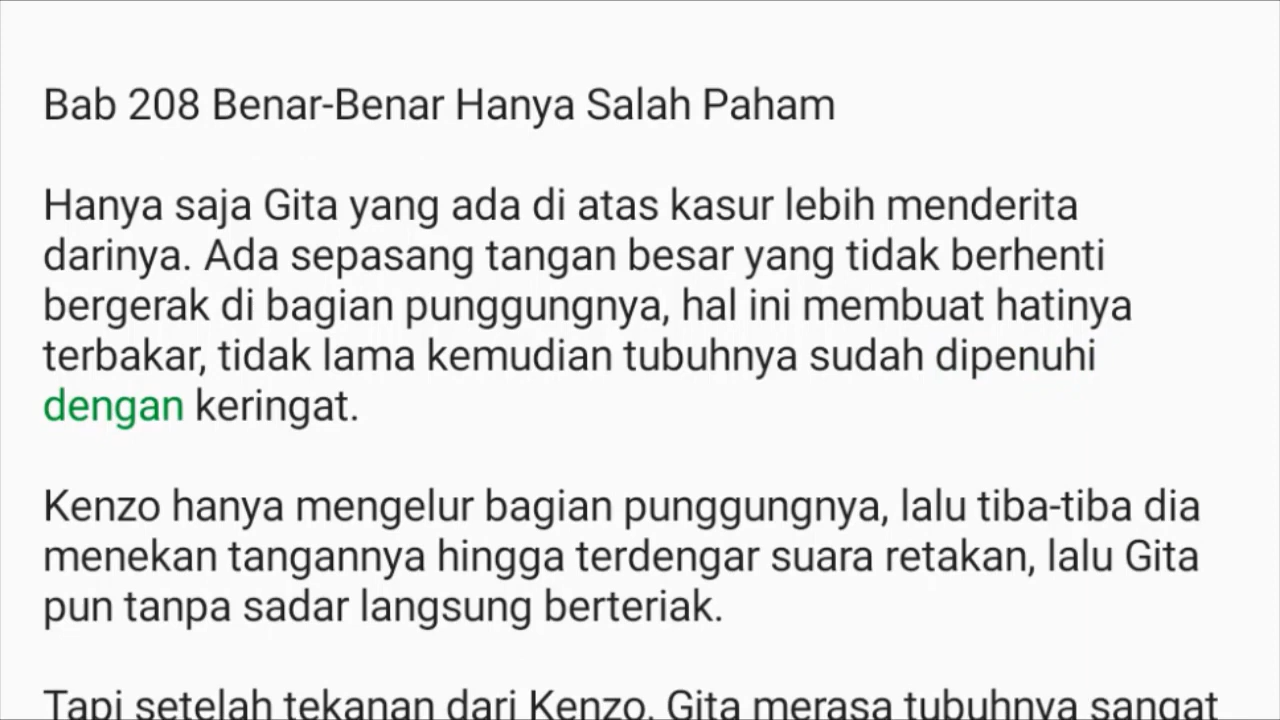 Bab 208 Benar-Benar Hanya Salah Paham
Hanya saja Gita yang ada di atas kasur lebih menderita
darinya. Ada sepasang tangan besar yang tidak berhenti
bergerak di bagian punggungnya, hal ini membuat hatinya
terbakar, tidak lama kemudian tubuhnya sudah dipenuhi
dengan keringat.
Kenzo hanya mengelur bagian punggungnya, lalu tiba-tiba dia
menekan tangannya hingga terdengar suara retakan, lalu Gita
pun tanpa sadar langsung berteriak.
Tapi setelah tekanan dari Kenzo, Gita merasa tubuhnya sangat